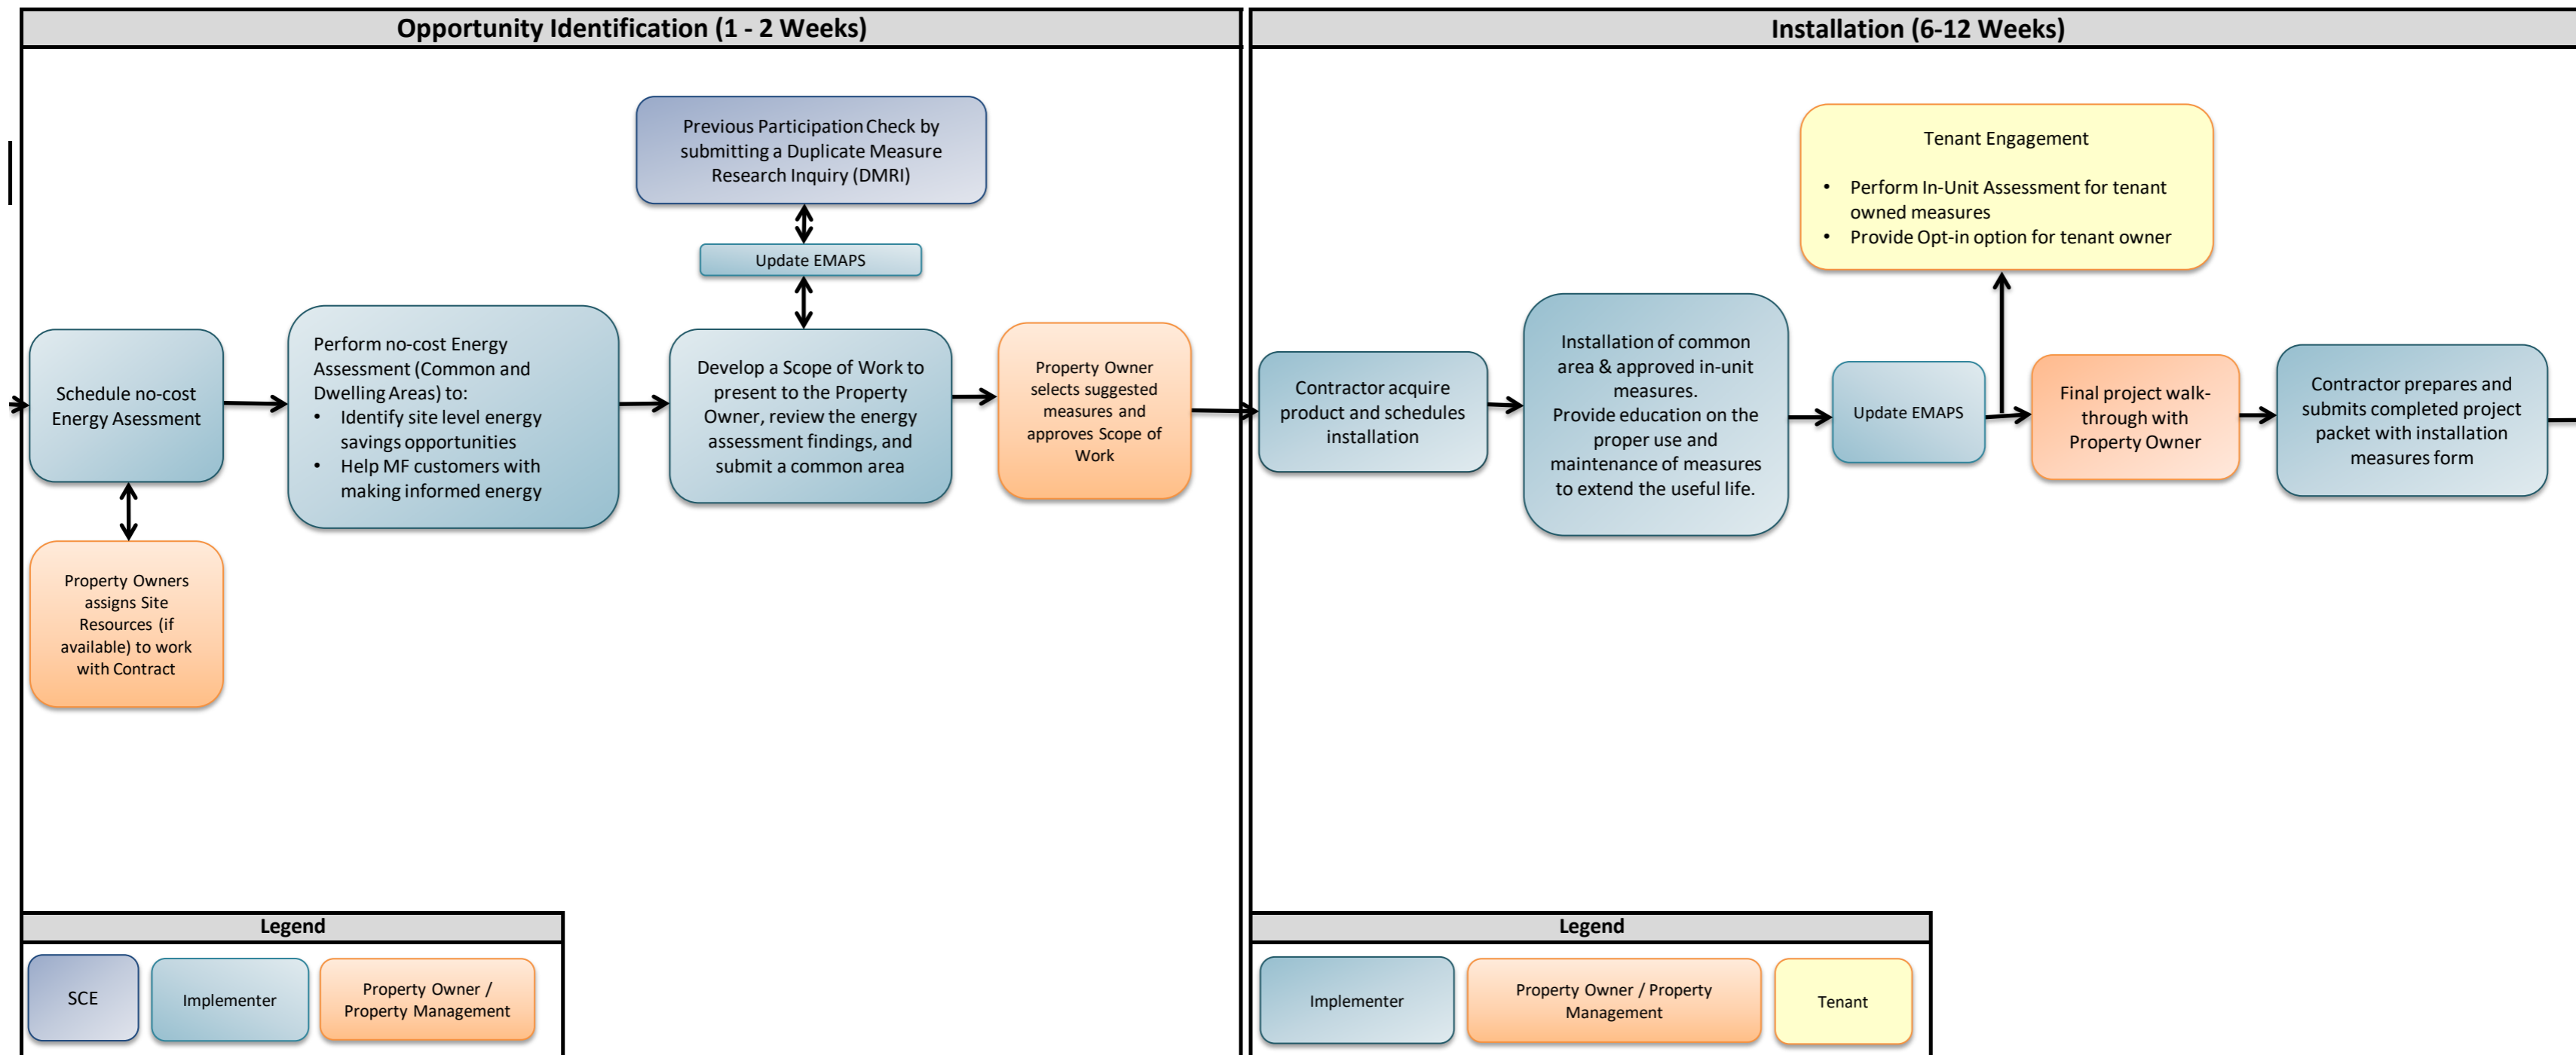 Opportunity Identification (1 - 2 Weeks)
Previous Participation Check by
submitting a Duplicate Measure
Research Inquiry (DMRI)
Update EMAPS
Schedule no-cost
Energy Asessment
Perform no-cost Energy
Assessment (Common and
Dwelling Areas) to:
• Identify site level energy
savings opportunities
• Help MF customers with
making informed energy
Develop a Scope of Work to
present to the Property
Owner, review the energy
assessment findings, and
submit a common area
Property Owner
selects suggested
measures and
approves Scope of
Work
Property Owners
assigns Site
Resources (if
available) to work
with Contract
Legend
SCE
Implementer
Property Owner /
Property Management
Installation (6-12 Weeks)
Tenant Engagement
• Perform In-Unit Assessment for tenant
owned measures
• Provide Opt-in option for tenant owner
Contractor acquire
product and schedules
installation
Installation of common
area & approved in-unit
measures.
Provide education on the
proper use and
maintenance of measures
to extend the useful life.
Update EMAPS
Final project walk-
through with
Property Owner
Contractor prepares and
submits completed project
packet with installation
measures form
Legend
Implementer
Property Owner / Property
Management
Tenant